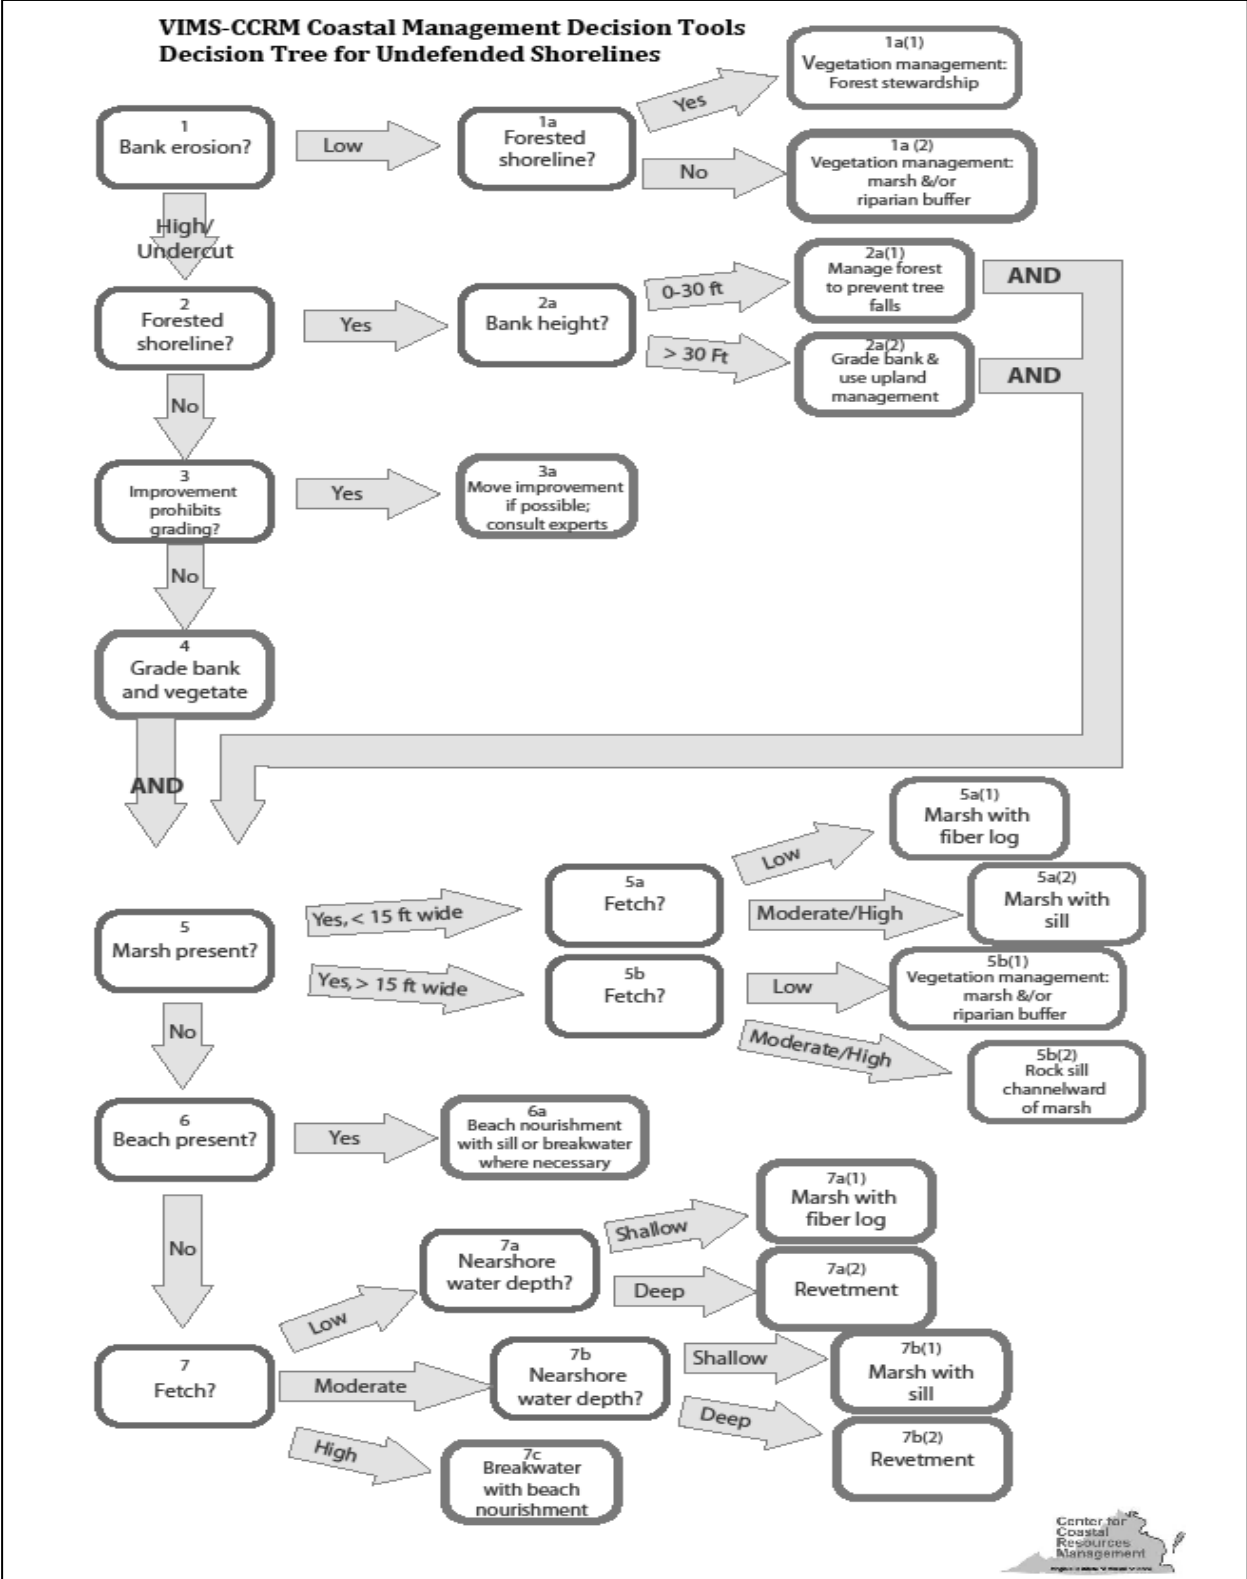 VIMS-CCRM Coastal Management Decision Tools
Decision Tree for Undefended Shorelines
1
Bank erosion?
Low
1a
Forested
shoreline?
Yes
1a(1)
Vegetation management:
Forest stewardship
No
1a (2)
Vegetation management:
marsh &/or
riparian buffer
High/
Undercut
2
Forested
shoreline?
Yes
2a
Bank height?
0-30 ft
2a(1)
Manage forest
to prevent tree
falls
AND
> 30 Ft
2a(2)
Grade bank &
use upland
management
AND
No
3
Improvement
prohibits
grading?
Yes
3a
Move improvement
if possible;
consult experts
No
4
Grade bank
and vegetate
AND
5
Marsh present?
Yes, < 15 ft wide
5a
Fetch?
Low
5a(1)
Marsh with
fiber log
Moderate/High
5a(2)
Marsh with
sill
Yes, > 15 ft wide
5b
Fetch?
Low
5b(1)
Vegetation management:
marsh &/or
riparian buffer
Moderate/High
5b(2)
Rock sill
channelward
of marsh
No
6
Beach present?
Yes
6a
Beach nourishment
with sill or breakwater
where necessary
No
7
Fetch?
Low
7a
Nearshore
water depth?
Shallow
7a(1)
Marsh with
fiber log
Deep
7a(2)
Revetment
Moderate
7b
Nearshore
water depth?
Shallow
7b(1)
Marsh with
sill
Deep
7b(2)
Revetment
High
7c
Breakwater
with beach
nourishment
Center for
Coastal
Resources
Management